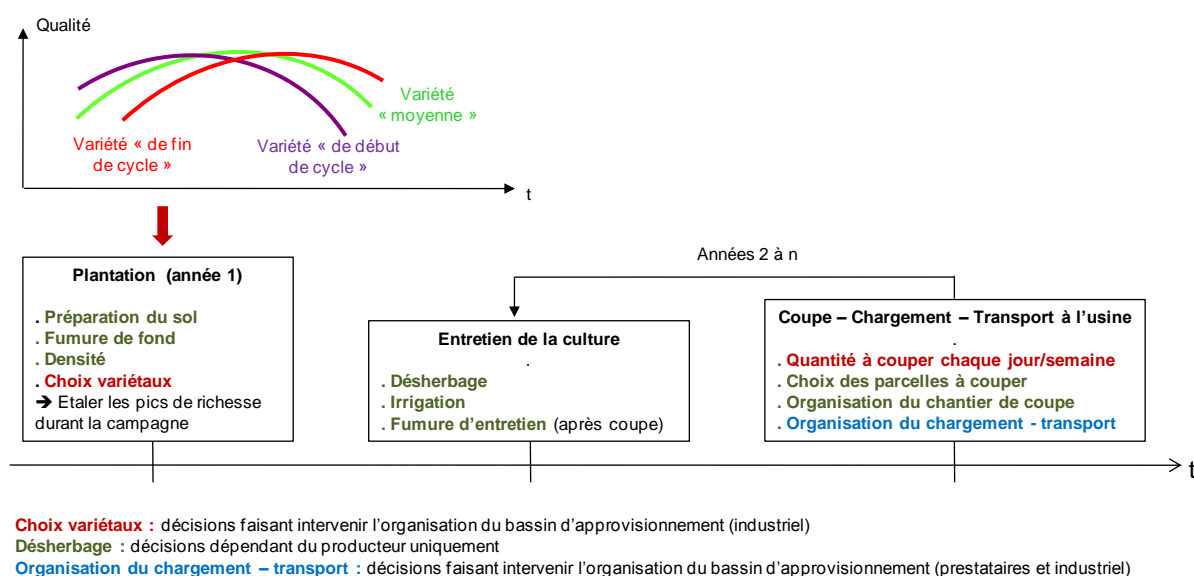 Qualité
Variété
« moyenne »
Variété « de fin
de cycle »
Variété « de début
de cycle »
t
Plantation (année 1)
. Préparation du sol
. Fumure de fond
. Densité
. Choix variétaux
➔ Etaler les pics de richesse
durant la campagne
Années 2 à n
Entretien de la culture
.
. Désherbage
. Irrigation
. Fumure d'entretien (après coupe)
Coupe – Chargement – Transport à l'usine
.
. Quantité à couper chaque jour/semaine
. Choix des parcelles à couper
. Organisation du chantier de coupe
. Organisation du chargement - transport
t
Choix variétaux : décisions faisant intervenir l'organisation du bassin d'approvisionnement (industriel)
Désherbage : décisions dépendant du producteur uniquement
Organisation du chargement – transport : décisions faisant intervenir l'organisation du bassin d'approvisionnement (prestataires et industriel)